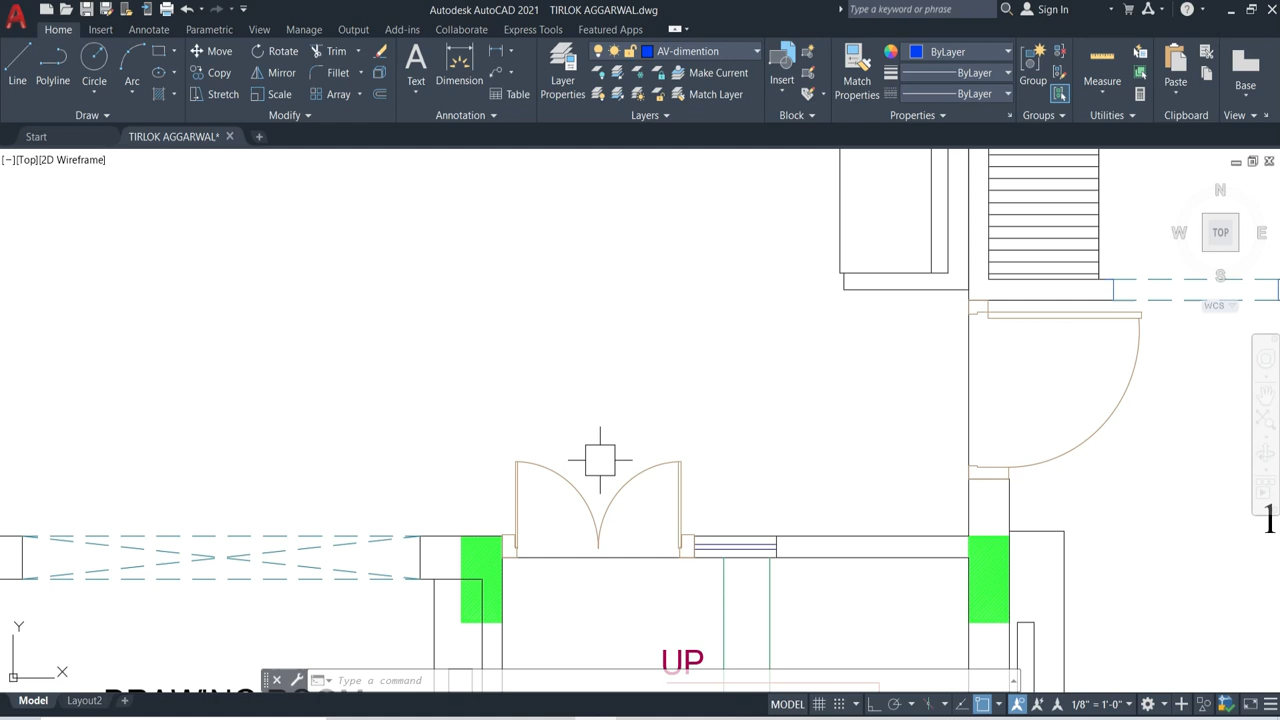 Autodesk AutoCAD 2021 TIRLOK AGGARWAL.dwg
Type a keyword or phrase
Sign In
Home Insert Annotate Parametric View Manage Output Add-ins Collaborate Express Tools Featured Apps
Line Polyline Circle Arc
Move Rotate Trim
Copy Mirror Fillet
Stretch Scale Array
Text Dimension Table
Layer Properties
AV-dimention
Make Current
Match Layer
Insert
Match Properties
ByLayer
ByLayer
ByLayer
Group
Measure
Paste
Base
Draw Modify Annotation Layers Block Properties Groups Utilities Clipboard View
Start TIRLOK AGGARWAL*
[−][Top][2D Wireframe]
N
W TOP E
S
WCS
1
UP
Y
X
DRAWING ROOM
Type a command
Model Layout2
MODEL
1/8" = 1'-0"